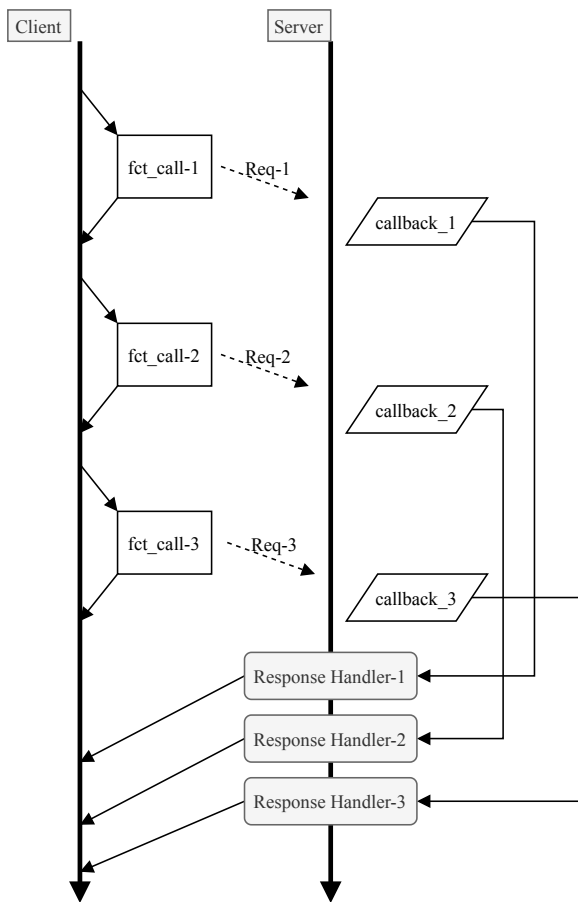 Client
Server
fct_call-1
Req-1
callback_1
fct_call-2
Req-2
callback_2
fct_call-3
Req-3
callback_3
Response Handler-1
Response Handler-2
Response Handler-3